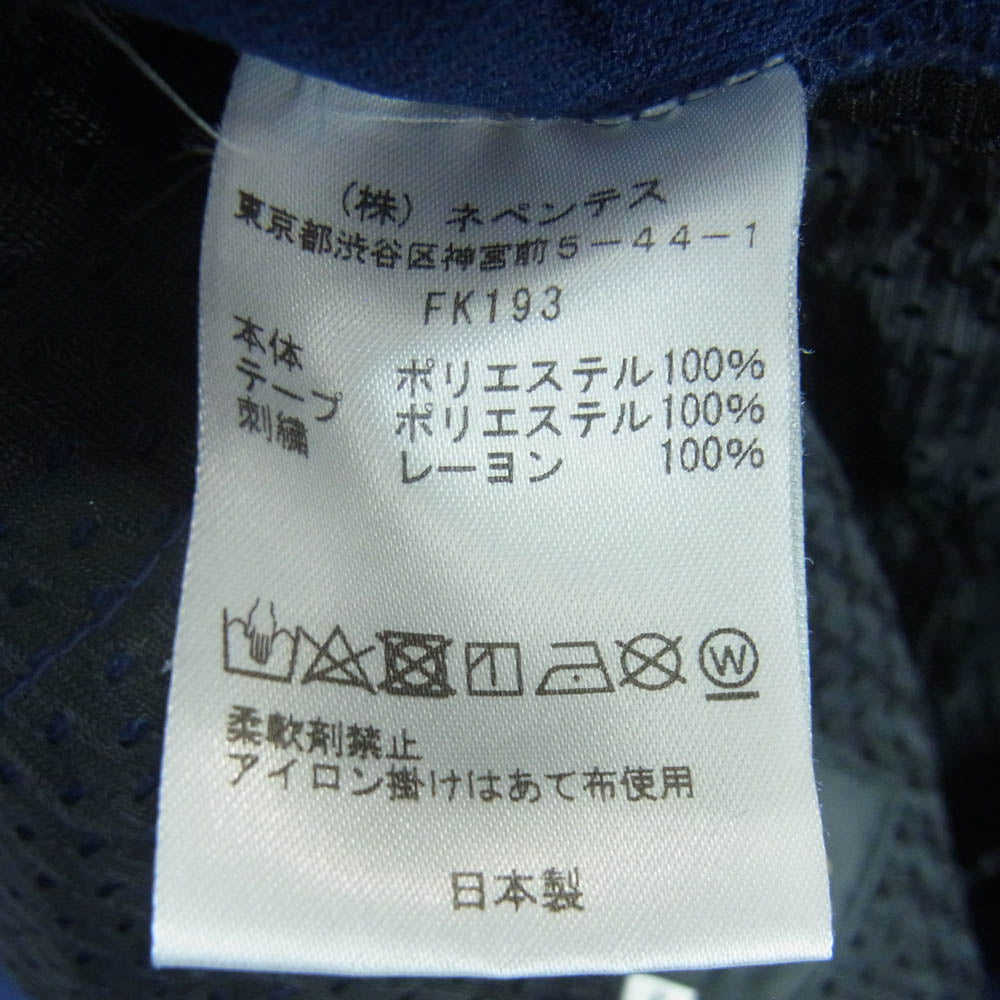 （株）ネペンテス
東京都渋谷区神宮前5-44-1
FK193
本体 ポリエステル100%
テープ ポリエステル100%
刺繍 レーヨン 100%
W
柔軟剤禁止
アイロン掛けはあて布使用
日本製